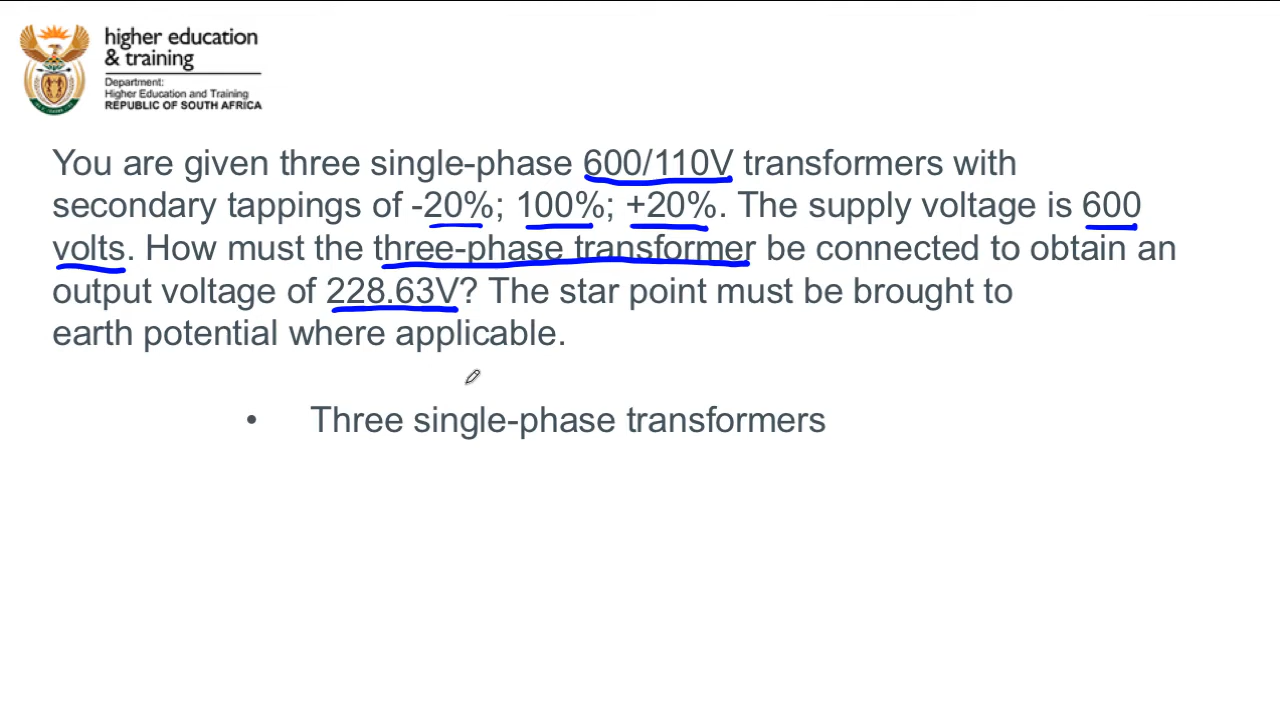 higher education
& training
Department:
Higher Education and Training
REPUBLIC OF SOUTH AFRICA
You are given three single-phase 600/110V transformers with
secondary tappings of -20%; 100%; +20%. The supply voltage is 600
volts. How must the three-phase transformer be connected to obtain an
output voltage of 228.63V? The star point must be brought to
earth potential where applicable.
• Three single-phase transformers